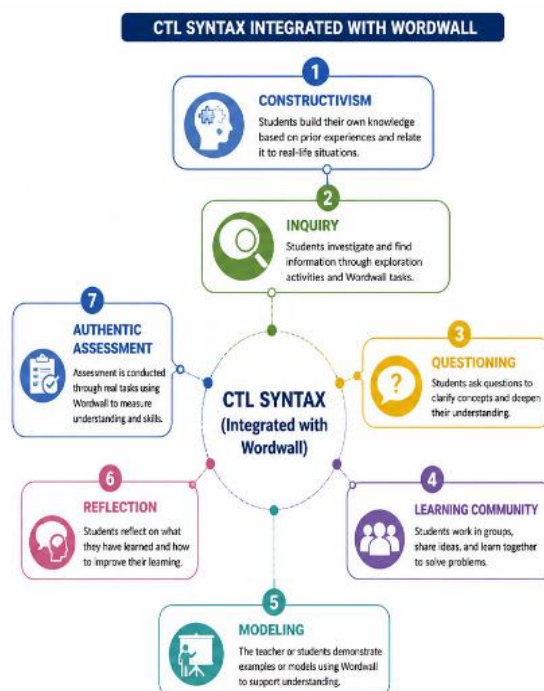 CTL SYNTAX INTEGRATED WITH WORDWALL
1
CONSTRUCTIVISM
Students build their own knowledge
based on prior experiences and relate
it to real-life situations.
2
INQUIRY
Students investigate and find
information through exploration
activities and Wordwall tasks.
7
AUTHENTIC
ASSESSMENT
Assessment is conducted
through real tasks using
Wordwall to measure
understanding and skills.
3
QUESTIONING
?
Students ask questions to
clarify concepts and deepen
their understanding.
CTL SYNTAX
(Integrated with
Wordwall)
6
REFLECTION
Students reflect on what
they have learned and how
to improve their learning.
4
LEARNING COMMUNITY
Students work in groups,
share ideas, and learn together
to solve problems.
5
MODELING
The teacher or students demonstrate
examples or models using Wordwall
to support understanding.